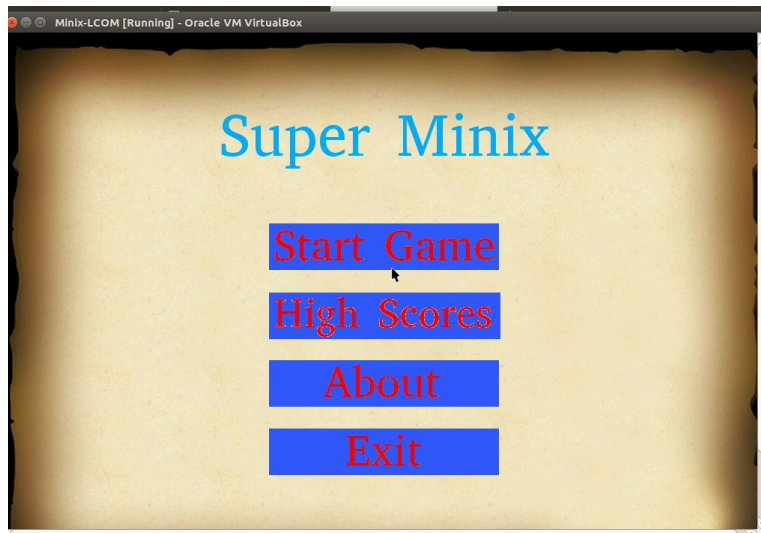 Minix-LCOM [Running] - Oracle VM VirtualBox
Super Minix
Start Game
High Scores
About
Exit